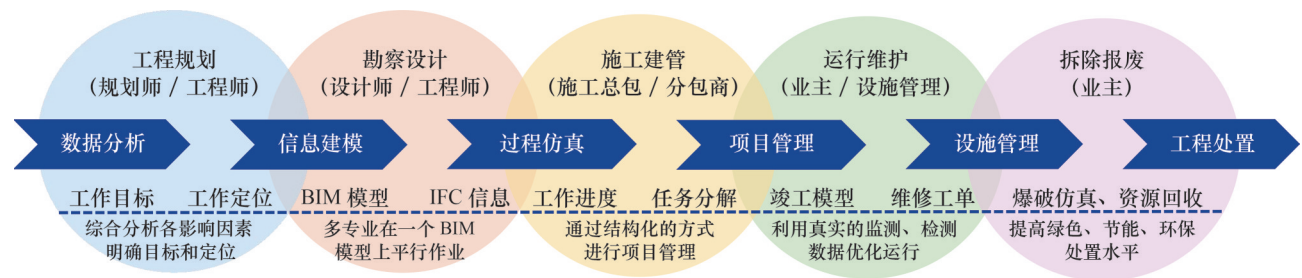 工程规划
(规划师 / 工程师)
勘察设计
(设计师 / 工程师)
施工建管
(施工总包 / 分包商)
运行维护
(业主 / 设施管理)
拆除报废
(业主)
数据分析
信息建模
过程仿真
项目管理
设施管理
工程处置
工作目标
工作定位
BIM 模型
IFC 信息
工作进度
任务分解
竣工模型
维修工单
爆破仿真、资源回收
综合分析各影响因素
明确目标和定位
多专业在一个 BIM
模型上平行作业
通过结构化的方式
进行项目管理
利用真实的监测、检测
数据优化运行
提高绿色、节能、环保
处置水平